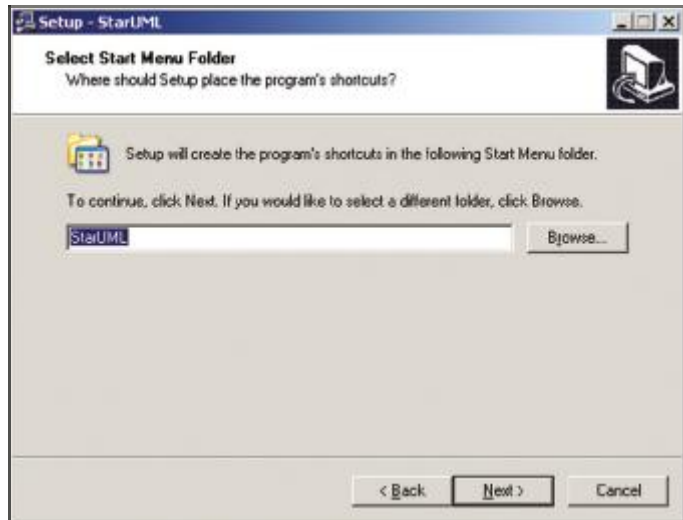 Setup - StarUML
Select Start Menu Folder
Where should Setup place the program's shortcuts?
Setup will create the program's shortcuts in the following Start Menu folder.
To continue, click Next. If you would like to select a different folder, click Browse.
StarUML
Browse...
< Back
Next >
Cancel